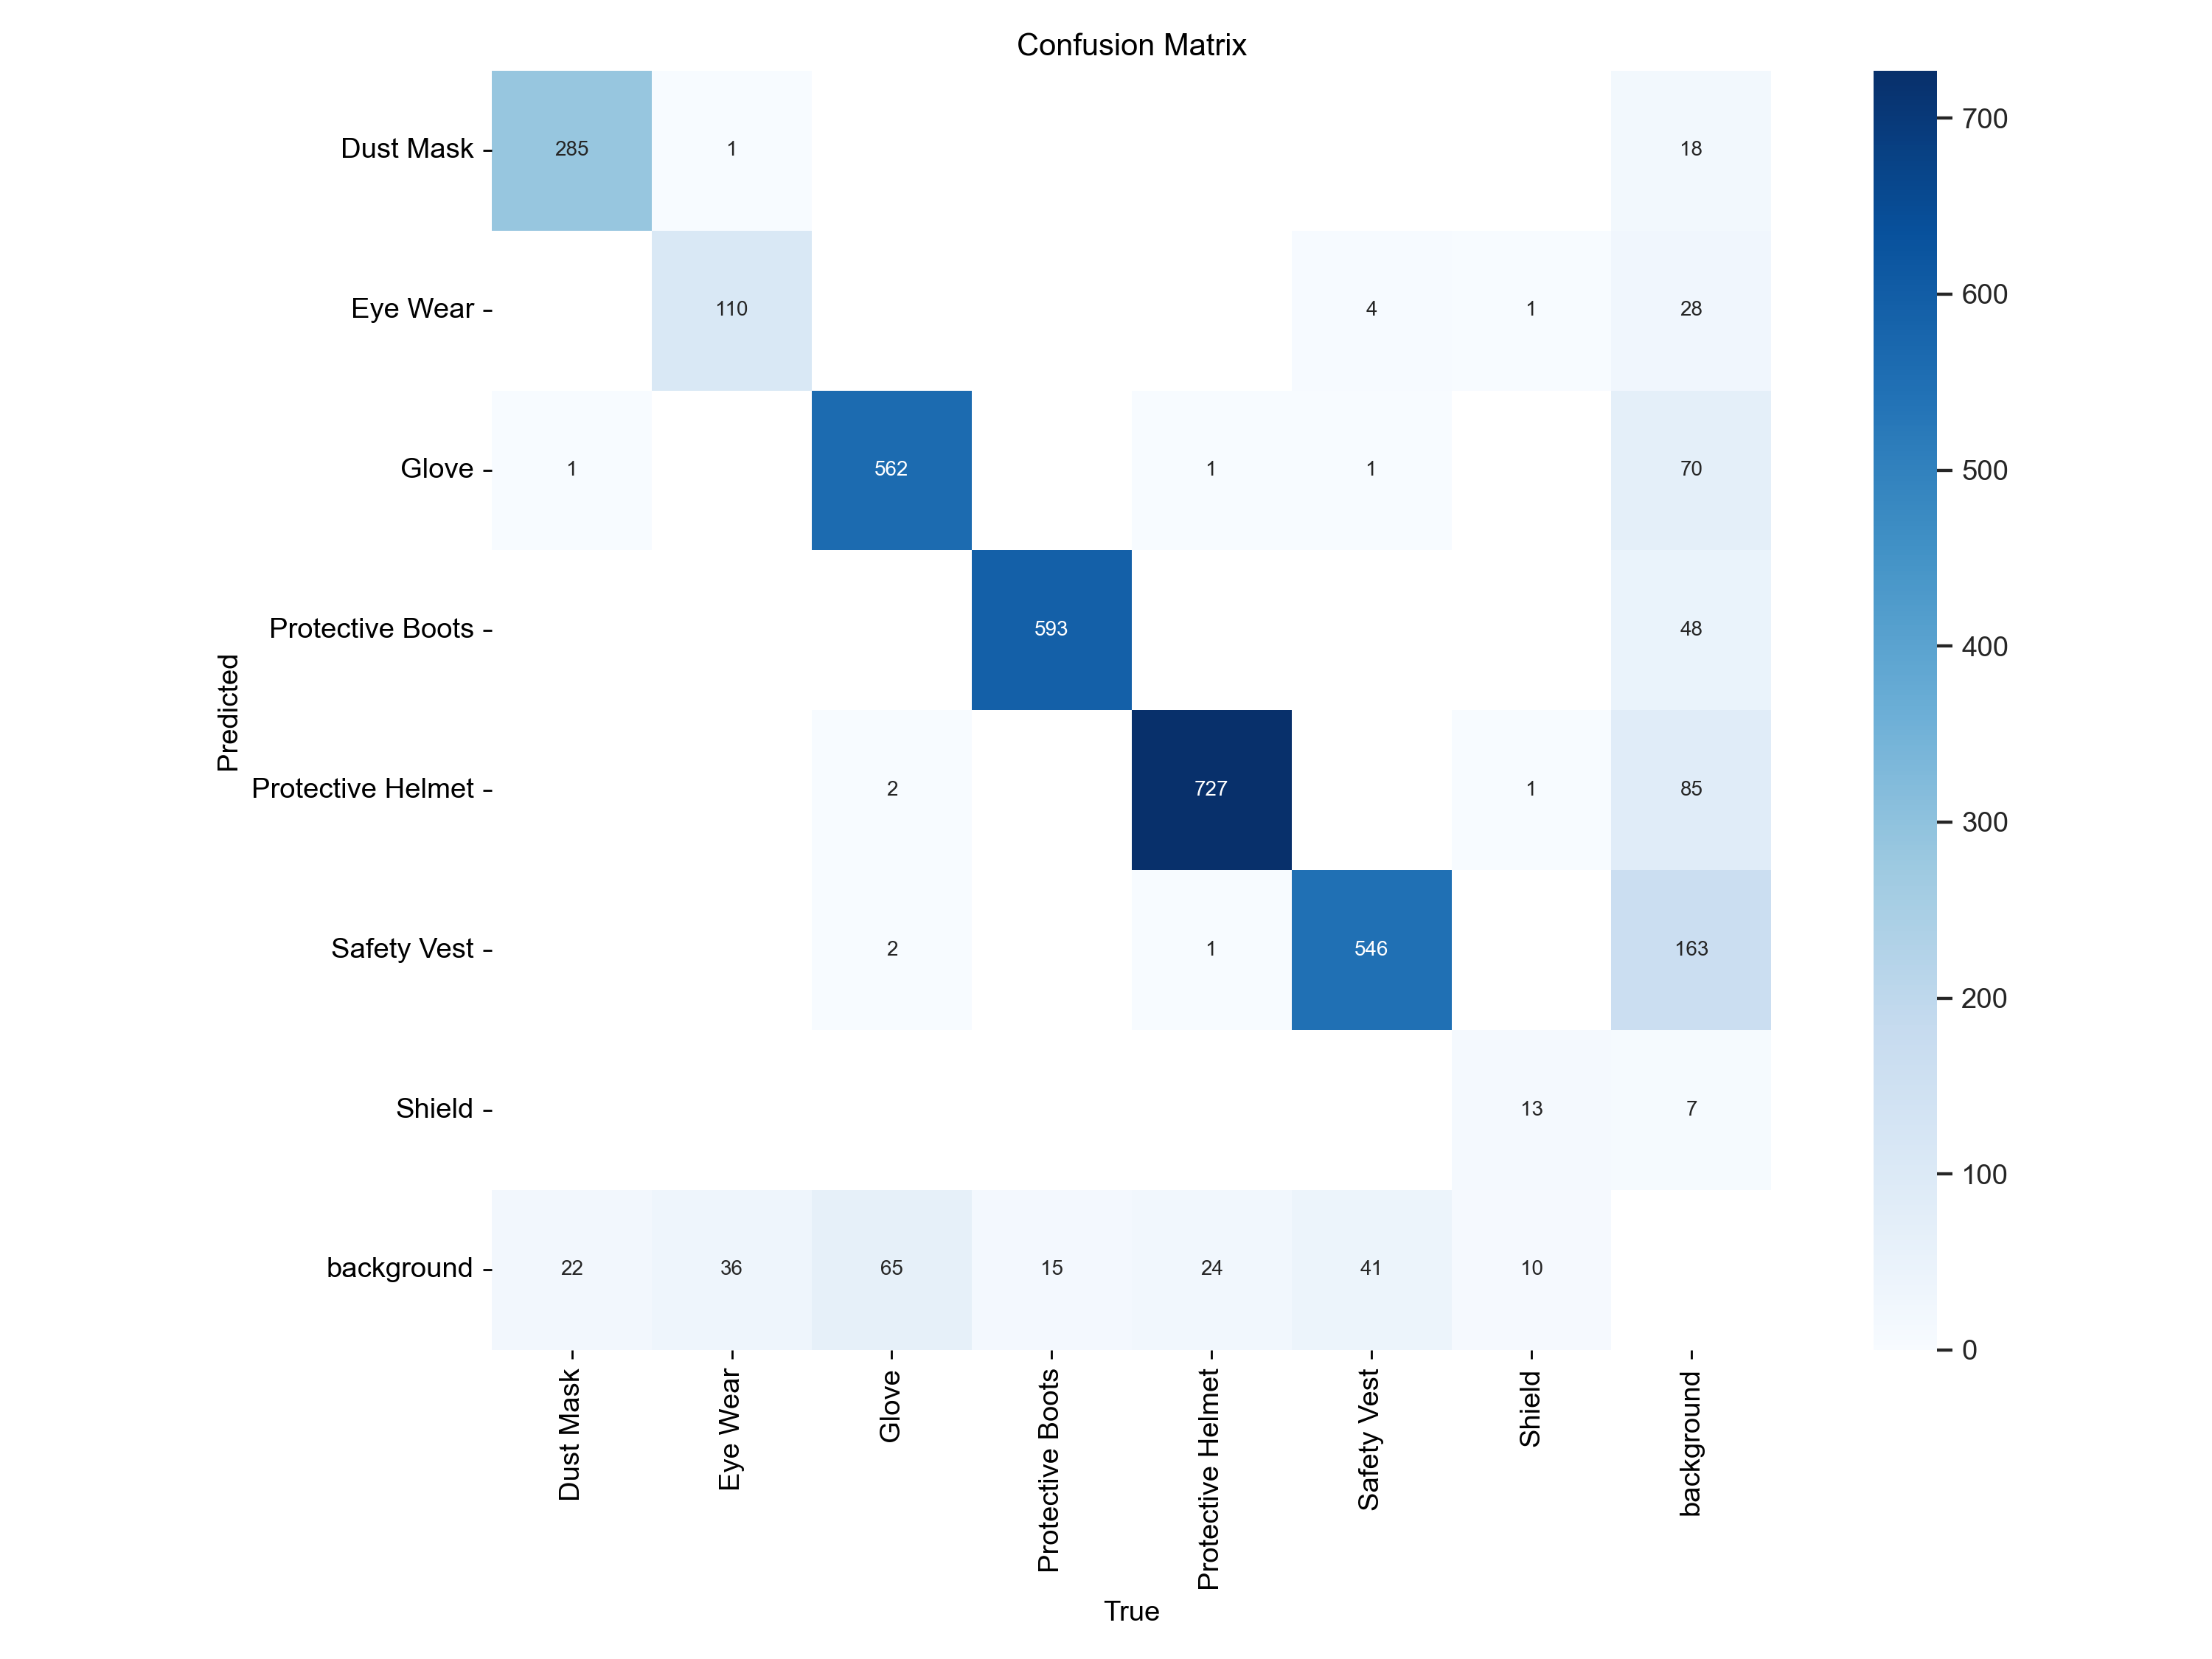 Confusion Matrix
Dust Mask 285 1 18
Eye Wear 110 4 1 28
Glove 1 562 1 1 70
Protective Boots 593 48
Protective Helmet 2 727 1 85
Safety Vest 2 1 546 163
Shield 13 7
background 22 36 65 15 24 41 10
Predicted
Dust Mask
Eye Wear
Glove
Protective Boots
Protective Helmet
Safety Vest
Shield
background
True
700
600
500
400
300
200
100
0